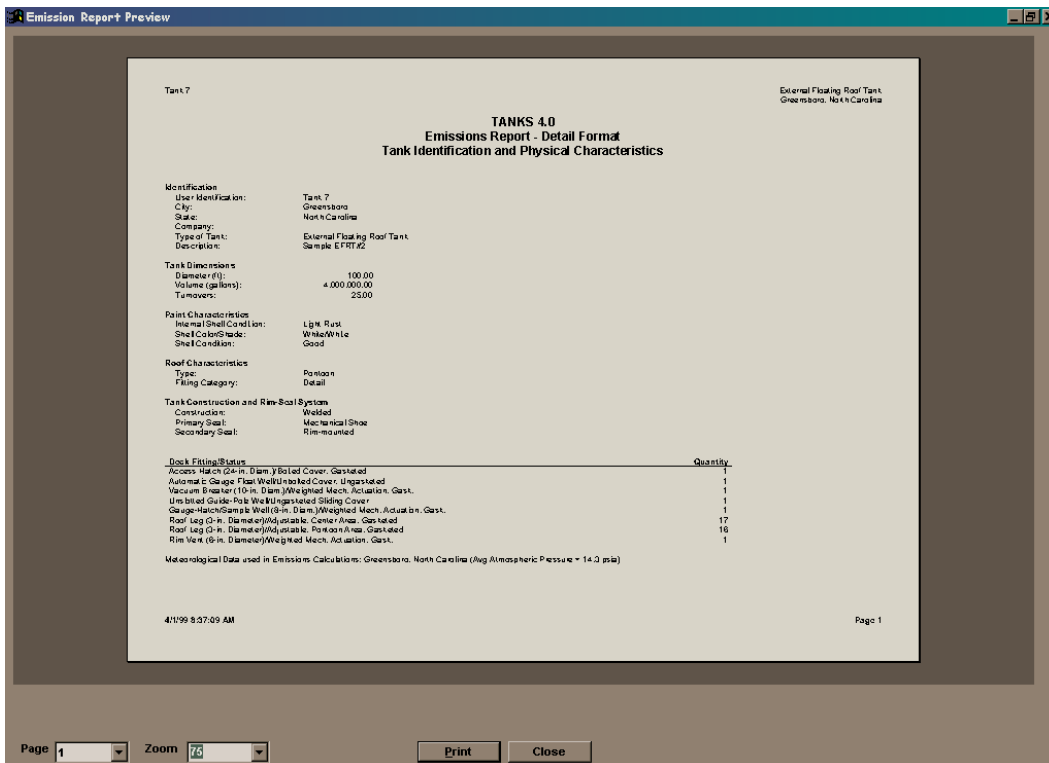 Emission Report Preview
Tank 7
External Floating Roof Tank
Greensboro, North Carolina
TANKS 4.0
Emissions Report - Detail Format
Tank Identification and Physical Characteristics
Identification
User Identification: Tank 7
City: Greensboro
State: North Carolina
Company:
Type of Tank: External Floating Roof Tank
Description: Sample EFRT#2
Tank Dimensions
Diameter (ft): 100.00
Volume (gallons): 4,000,000.00
Turnovers: 25.00
Paint Characteristics
Internal Shell Condition: Light Rust
Shell Color/Shade: White/White
Shell Condition: Good
Roof Characteristics
Type: Pontoon
Fitting Category: Detail
Tank Construction and Rim-Seal System
Construction: Welded
Primary Seal: Mechanical Shoe
Secondary Seal: Rim-mounted
Deck Fitting/Status Quantity
Access Hatch (24-in. Diam.)/Bolted Cover, Gasketed 1
Automatic Gauge Float Well/Unbolted Cover, Ungasketed 1
Vacuum Breaker (10-in. Diam.)/Weighted Mech. Actuation, Gask. 1
Unslotted Guide-Pole Well/Ungasketed Sliding Cover 1
Gauge-Hatch/Sample Well (8-in. Diam.)/Weighted Mech. Actuation, Gask. 1
Roof Leg (3-in. Diameter)/Adjustable, Center Area, Gasketed 17
Roof Leg (3-in. Diameter)/Adjustable, Pontoon Area, Gasketed 16
Rim Vent (6-in. Diameter)/Weighted Mech. Actuation, Gask. 1
Meteorological Data used in Emissions Calculations: Greensboro, North Carolina (Avg Atmospheric Pressure = 14.3 psia)
4/1/99 8:37:09 AM
Page 1
Page 1 Zoom 75 Print Close